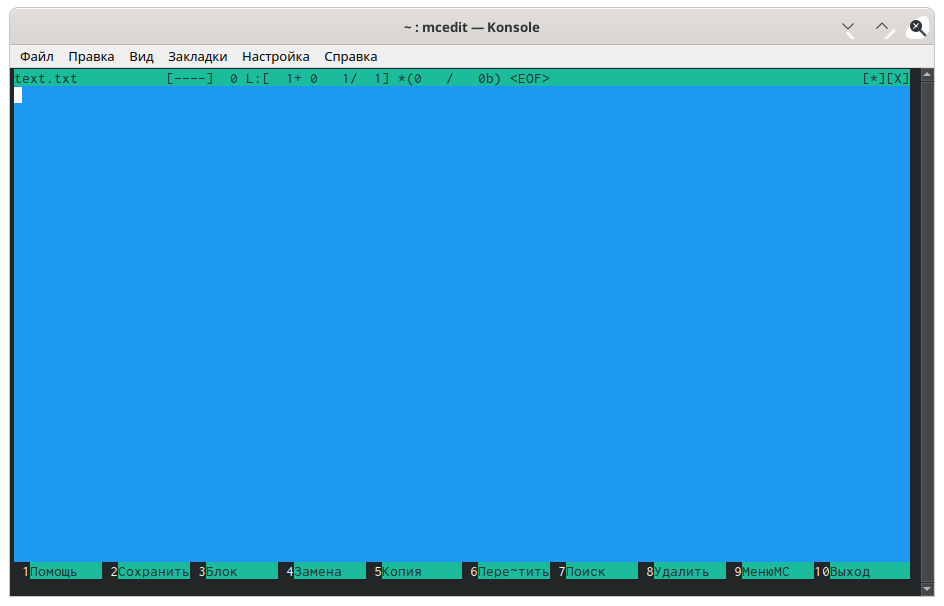 ~ : mcedit — Konsole
Файл Правка Вид Закладки Настройка Справка
text.txt [----] 0 L:[ 1+ 0 1/ 1] *(0 / 0b) <EOF> [*][X]
1Помощь 2Сохранить 3Блок 4Замена 5Копия 6Пере~тить 7Поиск 8Удалить 9МенюMC 10Выход